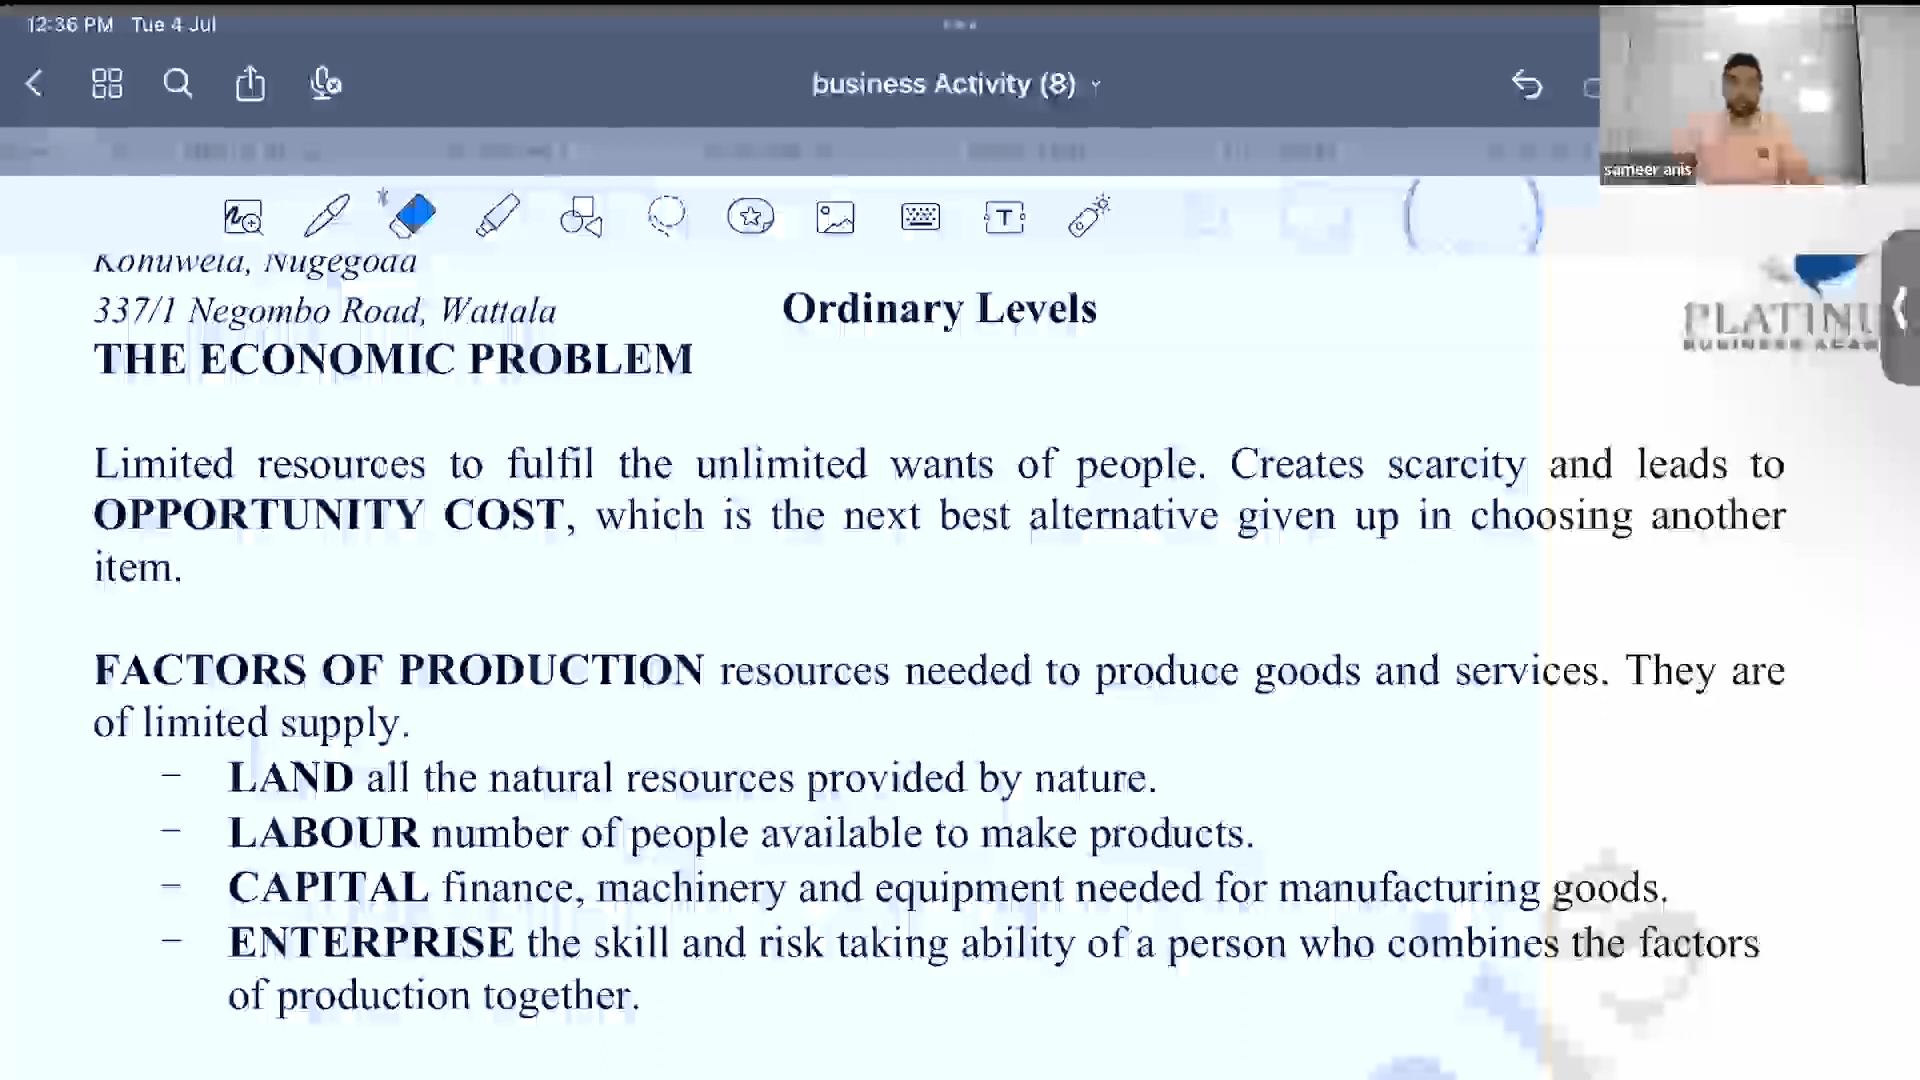 12:36 PM Tue 4 Jul
business Activity (8)
sameer anis
T
Kohuwela, Nugegoda
337/1 Negombo Road, Wattala
Ordinary Levels
PLATINU
THE ECONOMIC PROBLEM
Limited resources to fulfil the unlimited wants of people. Creates scarcity and leads to
OPPORTUNITY COST, which is the next best alternative given up in choosing another
item.
FACTORS OF PRODUCTION resources needed to produce goods and services. They are
of limited supply.
– LAND all the natural resources provided by nature.
– LABOUR number of people available to make products.
– CAPITAL finance, machinery and equipment needed for manufacturing goods.
– ENTERPRISE the skill and risk taking ability of a person who combines the factors
of production together.